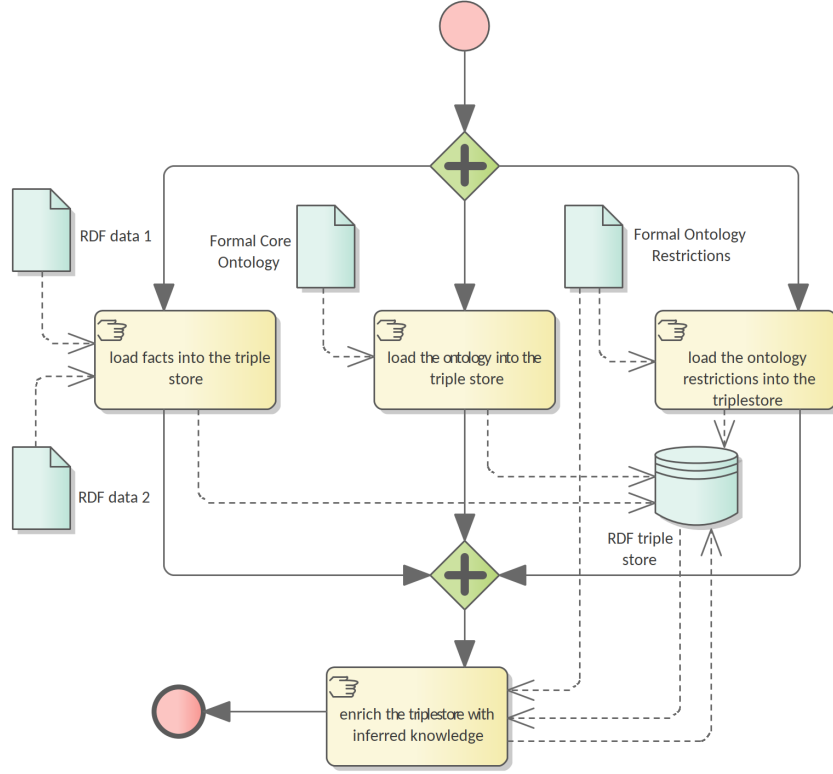 RDF data 1
Formal Core
Ontology
Formal Ontology
Restrictions
load facts into the triple
store
load the ontology into the
triple store
load the ontology
restrictions into the
triplestore
RDF data 2
RDF triple
store
enrich the triplestore with
inferred knowledge